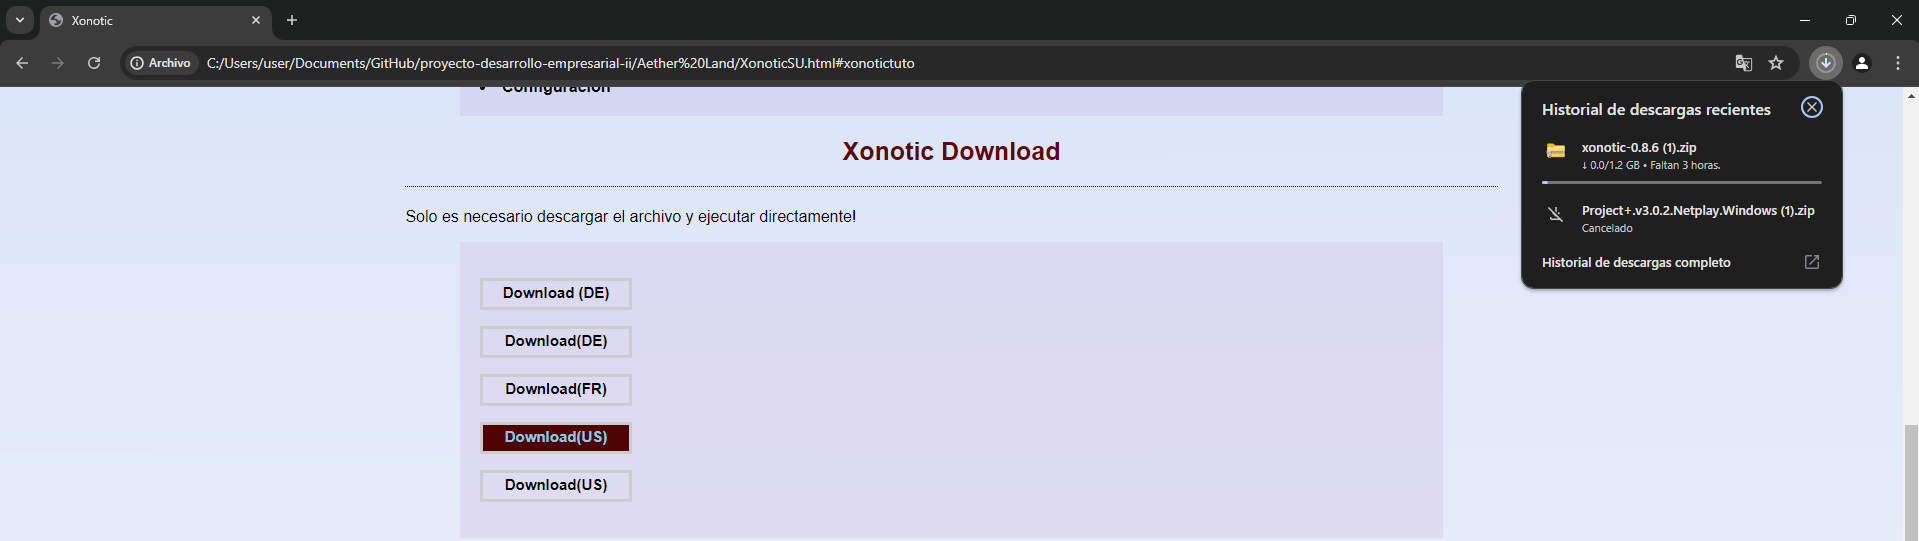 Xonotic
Archivo
C:/Users/user/Documents/GitHub/proyecto-desarrollo-empresarial-ii/Aether%20Land/XonoticSU.html#xonotictuto
Configuración
Xonotic Download
Solo es necesario descargar el archivo y ejecutar directamente!
Download (DE)
Download(DE)
Download(FR)
Download(US)
Download(US)
Historial de descargas recientes
xonotic-0.8.6 (1).zip
↓ 0.0/1.2 GB • Faltan 3 horas.
Project+.v3.0.2.Netplay.Windows (1).zip
Cancelado
Historial de descargas completo